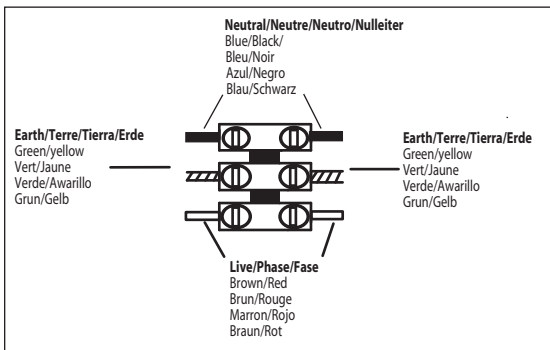 Neutral/Neutre/Neutro/Nulleiter
Blue/Black/
Bleu/Noir
Azul/Negro
Blau/Schwarz
Earth/Terre/Tierra/Erde
Green/yellow
Vert/Jaune
Verde/Awarillo
Grun/Gelb
Earth/Terre/Tierra/Erde
Green/yellow
Vert/Jaune
Verde/Awarillo
Grun/Gelb
Live/Phase/Fase
Brown/Red
Brun/Rouge
Marron/Rojo
Braun/Rot